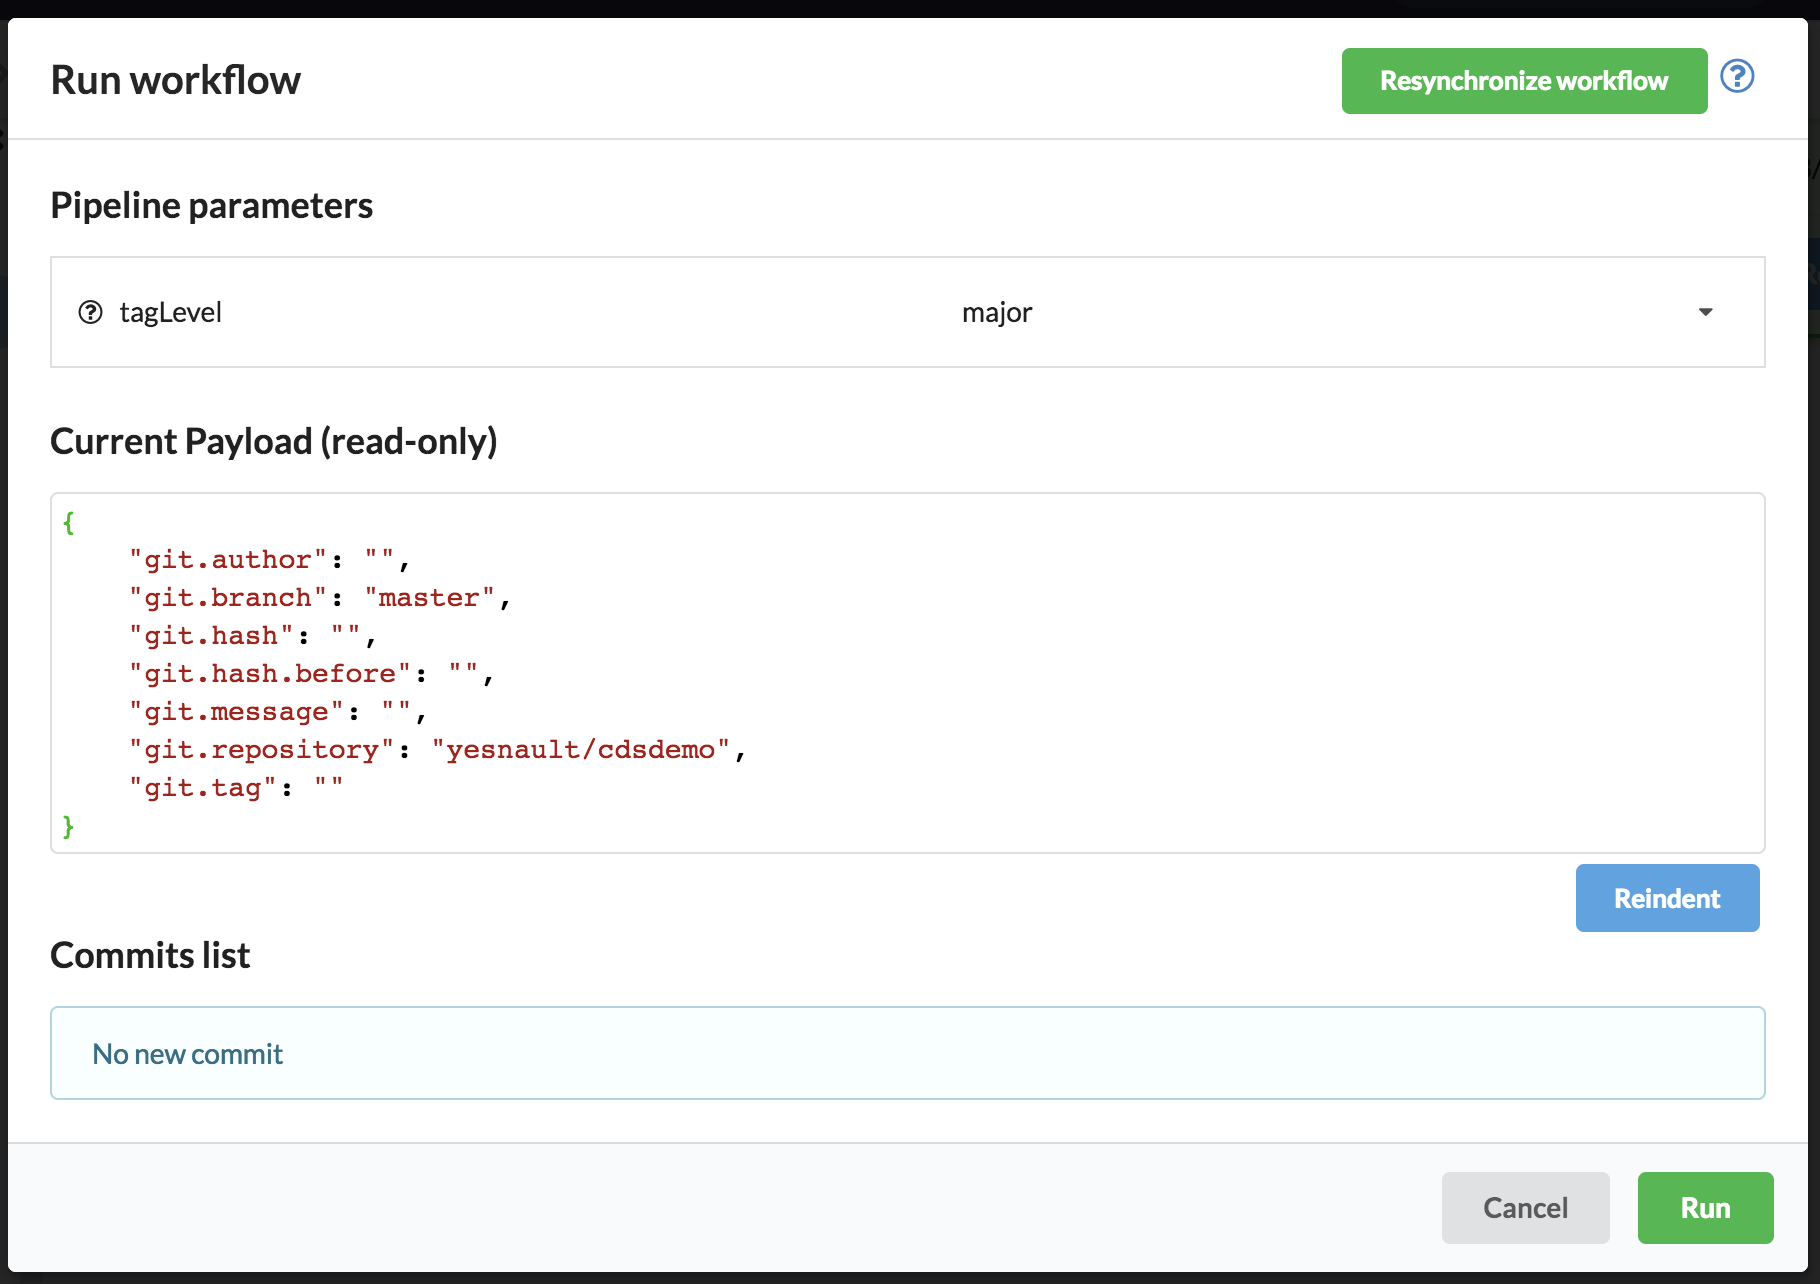 Run workflow
Resynchronize workflow
Pipeline parameters
tagLevel
major
Current Payload (read-only)
{
"git.author": "",
"git.branch": "master",
"git.hash": "",
"git.hash.before": "",
"git.message": "",
"git.repository": "yesnault/cdsdemo",
"git.tag": ""
}
Reindent
Commits list
No new commit
Cancel
Run